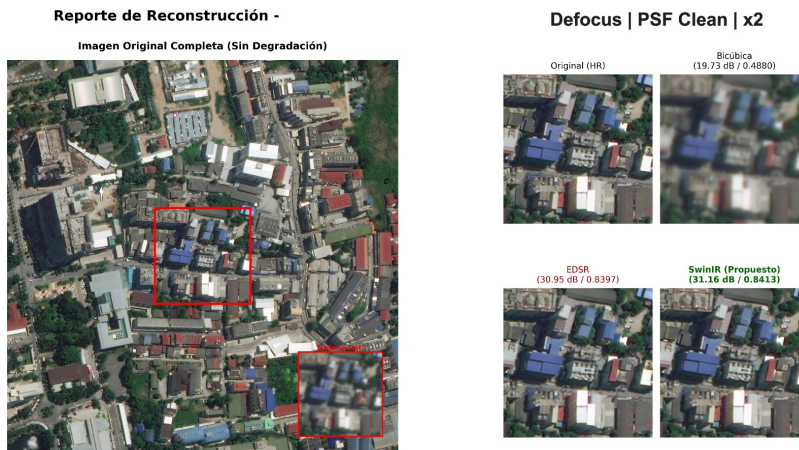 Reporte de Reconstrucción -
Imagen Original Completa (Sin Degradación)
Defocus | PSF Clean | x2
Original (HR)
Bicúbica
(19.73 dB / 0.4880)
EDSR
(30.95 dB / 0.8397)
SwinIR (Propuesto)
(31.16 dB / 0.8413)